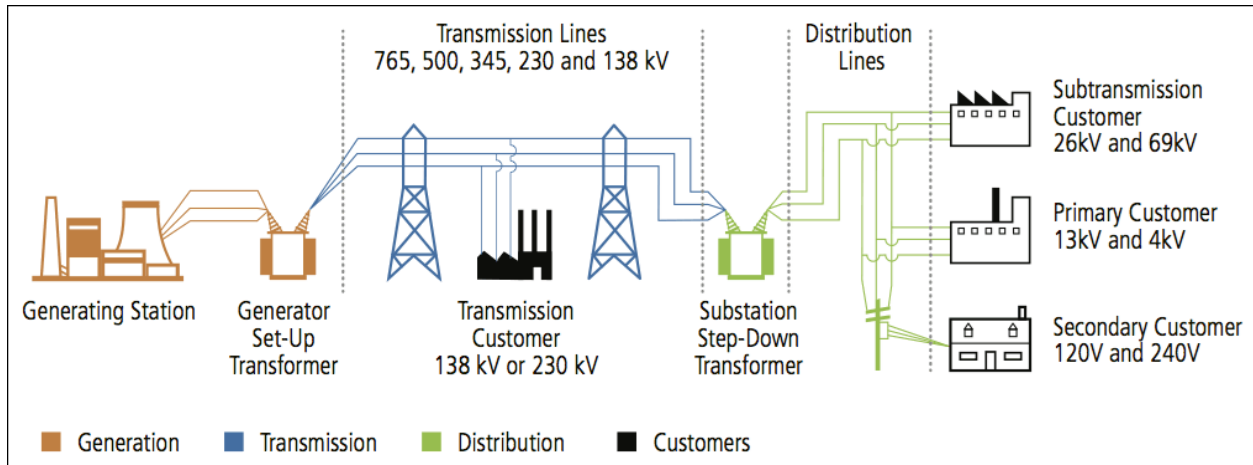 Transmission Lines
765, 500, 345, 230 and 138 kV
Distribution
Lines
Subtransmission
Customer
26kV and 69kV
Primary Customer
13kV and 4kV
Secondary Customer
120V and 240V
Generating Station
Generator
Set-Up
Transformer
Transmission
Customer
138 kV or 230 kV
Substation
Step-Down
Transformer
Generation
Transmission
Distribution
Customers